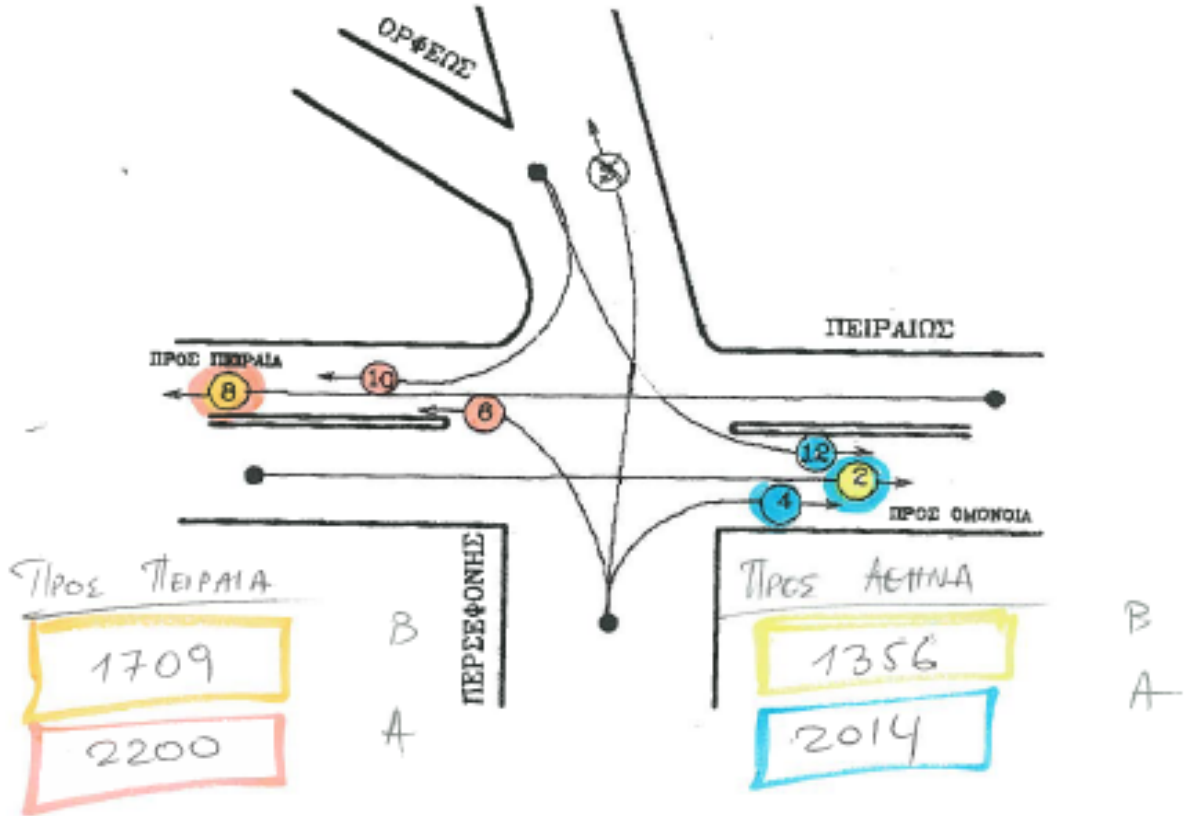 ΟΡΦΕΩΣ
ΠΕΙΡΑΙΩΣ
ΠΡΟΣ ΠΕΙΡΑΙΑ
10
8
6
12
2
4
ΠΡΟΣ ΟΜΟΝΟΙΑ
ΠΕΡΣΕΦΟΝΗΣ
ΠΡΟΣ ΠΕΙΡΑΙΑ
1709 Β
2200 Α
ΠΡΟΣ ΑΘΗΝΑ
1356 Β
2014 Α